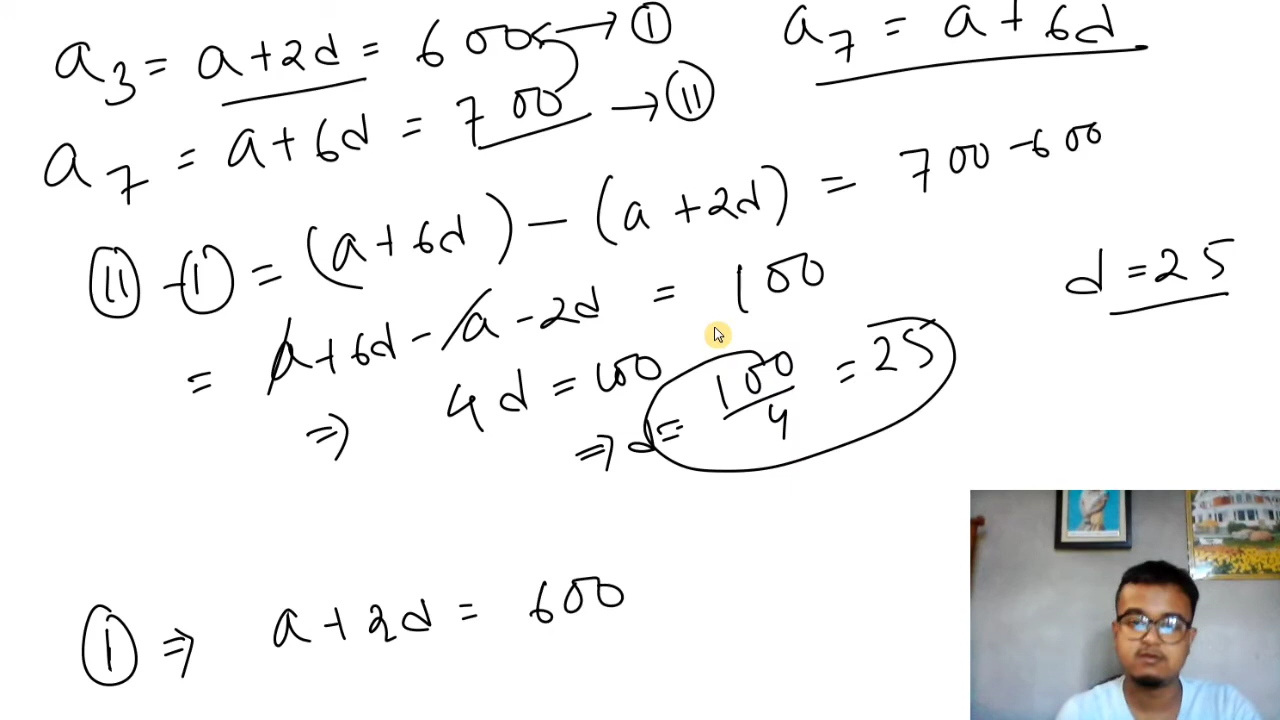 a₃ = a+2d = 600 → Ⅰ
a₇ = a+6d
a₇ = a+6d = 700 → Ⅱ
Ⅱ - Ⅰ = (a+6d) - (a+2d) = 700-600
= a+6d-a-2d = 100
d = 25
⇒ 4d = 100
⇒ d = 100/4 = 25
Ⅰ ⇒ a+2d = 600